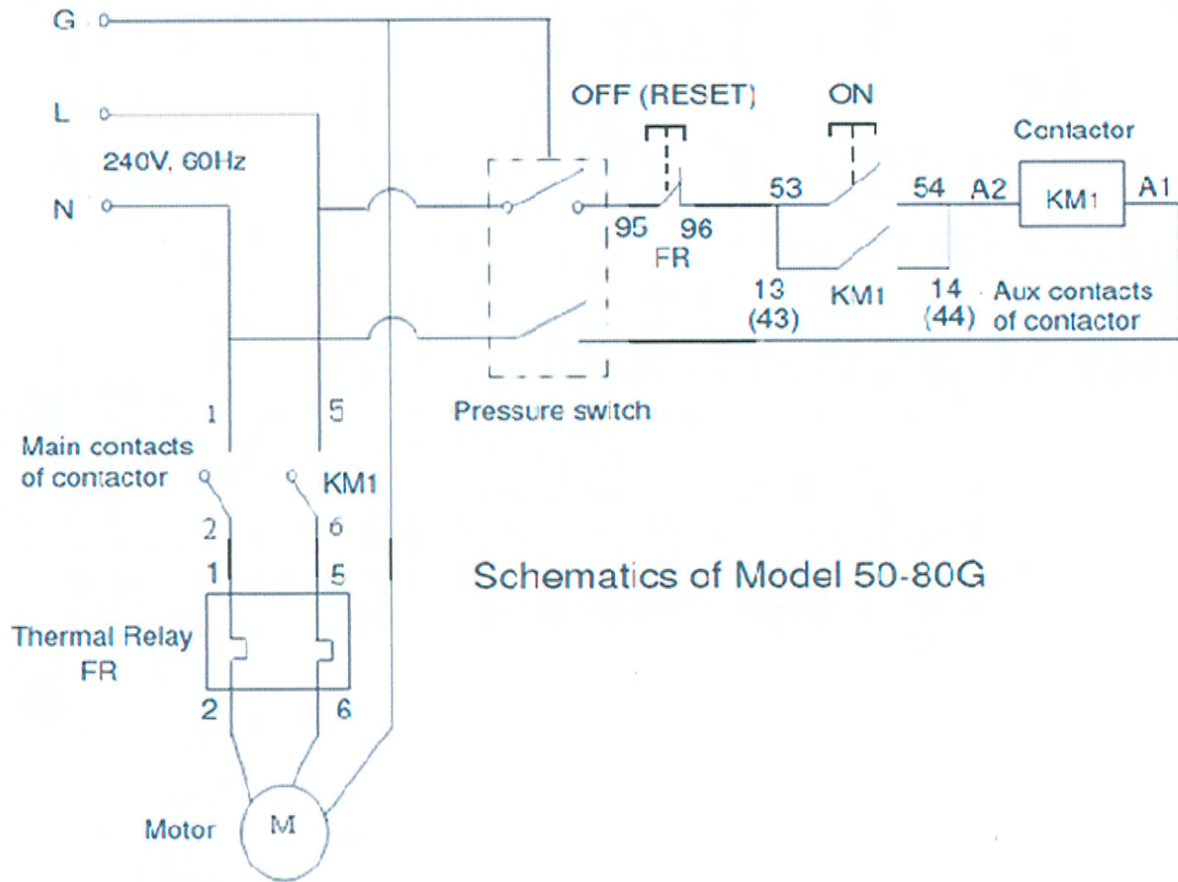 G
L
240V, 60Hz
N
OFF (RESET)
ON
Contactor
95
96
FR
53
54
A2
KM1
A1
13
(43)
KM1
14
(44)
Aux contacts
of contactor
Pressure switch
1
5
Main contacts
of contactor
KM1
2
6
1
5
Schematics of Model 50-80G
Thermal Relay
FR
2
6
Motor
M